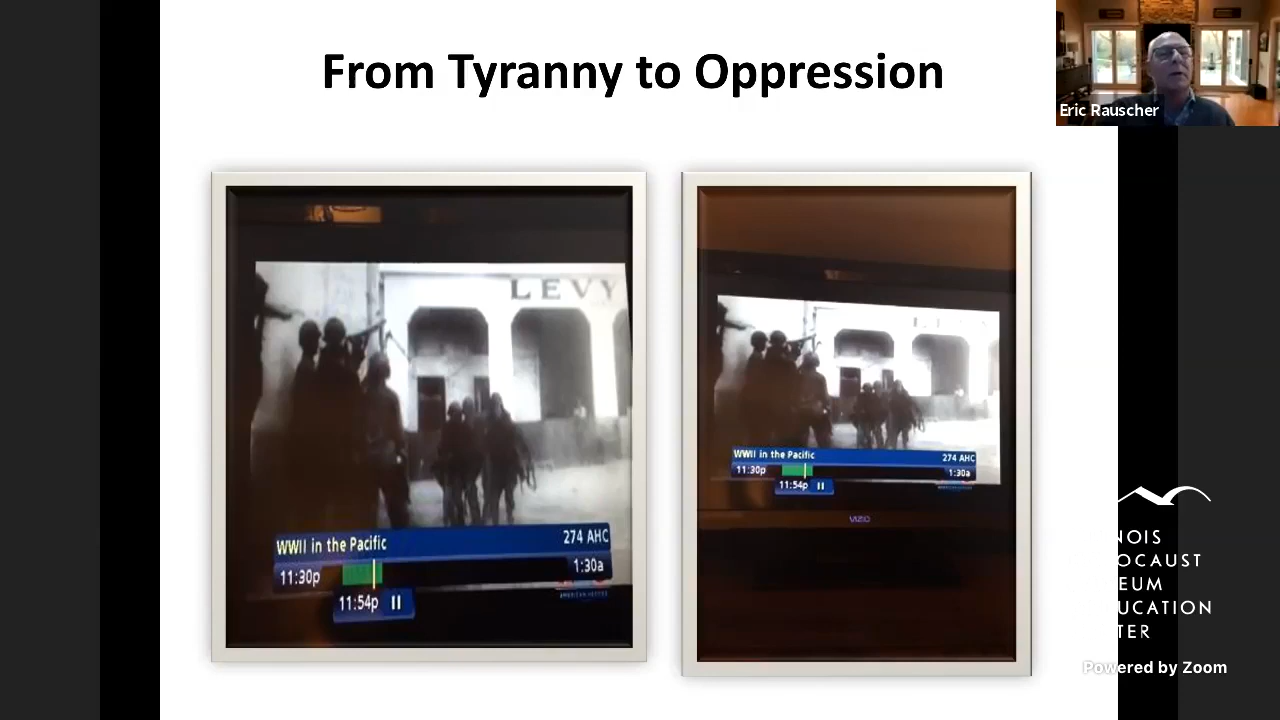 From Tyranny to Oppression
Eric Rauscher
LEVY
WWII in the Pacific
274 AHC
11:30p
1:30a
11:54p
WWII in the Pacific
274 AHC
11:30p
1:30a
11:54p
VIZIO
NOIS
OCAUST
EUM
UCATION
TER
Powered by Zoom